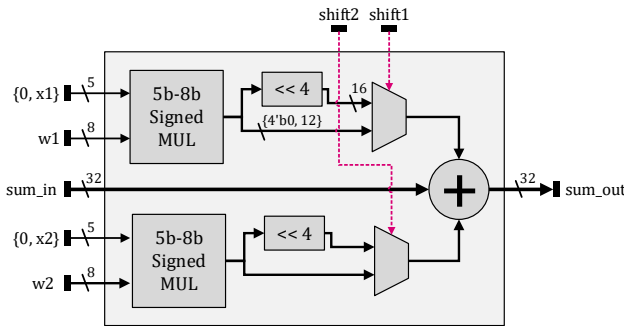 shift2 shift1
{0, x1} 5
5b-8b
Signed
MUL
<< 4
16
{4'b0, 12}
w1 8
sum_in 32
+
32 sum_out
{0, x2} 5
5b-8b
Signed
MUL
<< 4
w2 8